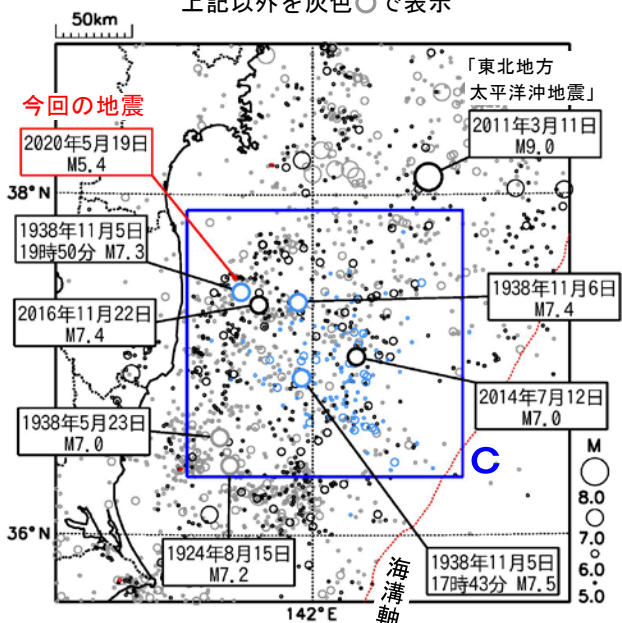 上記以外を灰色○で表示
50km
「東北地方
太平洋沖地震」
今回の地震
2011年3月11日
M9.0
2020年5月19日
M5.4
38°N
1938年11月5日
19時50分 M7.3
1938年11月6日
M7.4
2016年11月22日
M7.4
2014年7月12日
M7.0
1938年5月23日
M7.0
C
M
8.0
7.0
6.0
5.0
36°N
1924年8月15日
M7.2
1938年11月5日
17時43分 M7.5
海溝軸
142°E